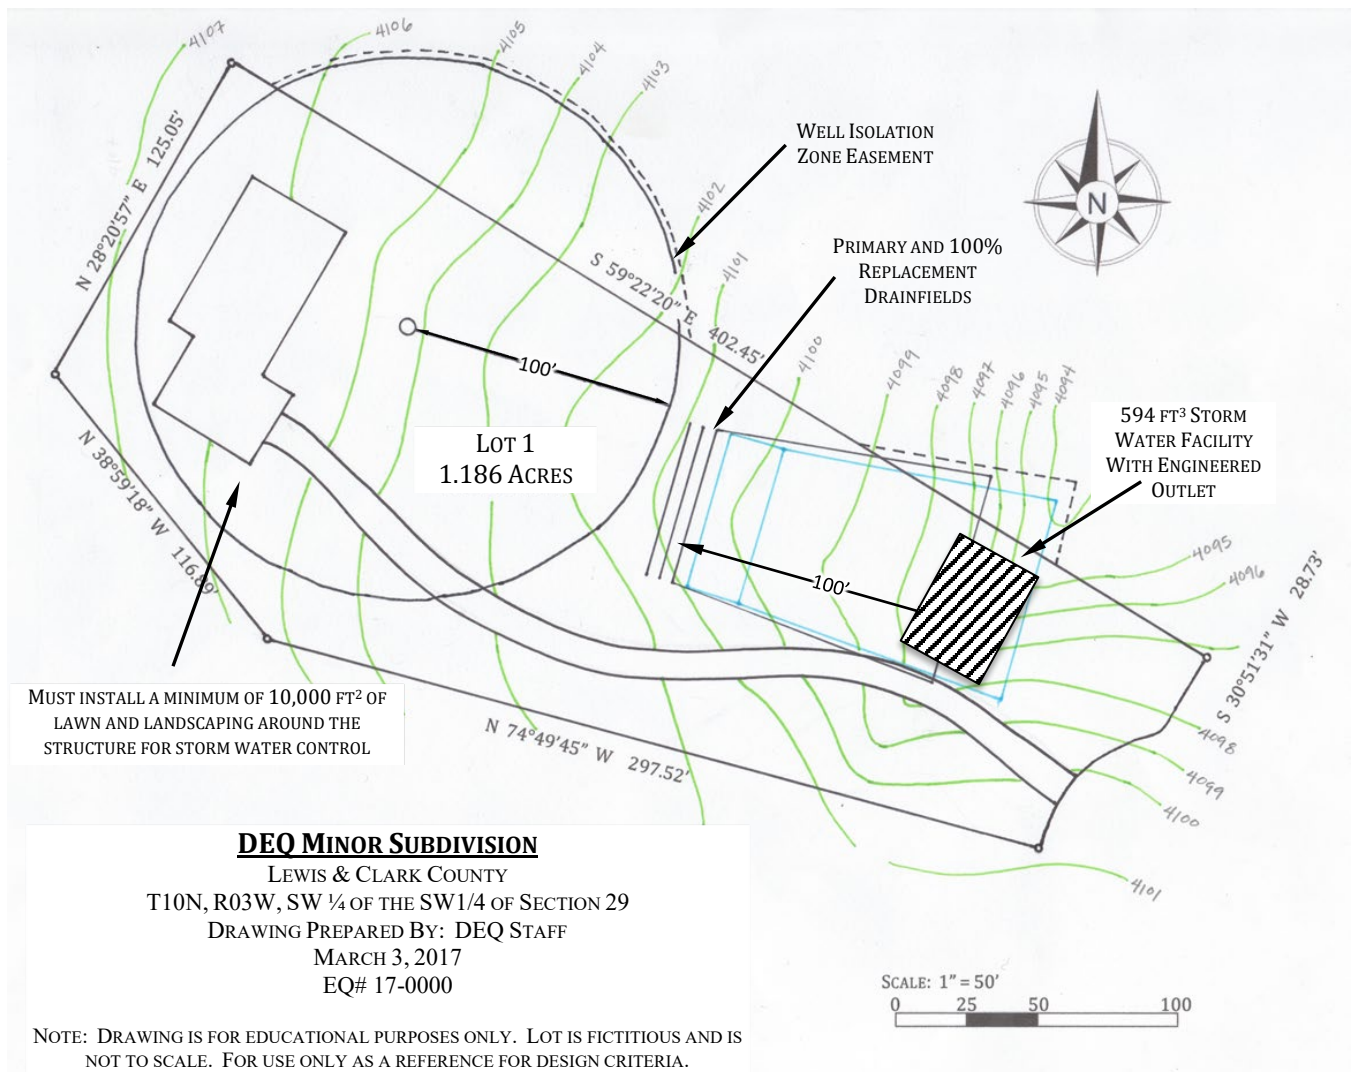 4107
4106
4105
4104
4103
4102
4101
4100
4099
4098
4097
4096
4095
4094
WELL ISOLATION
ZONE EASEMENT
N
PRIMARY AND 100%
REPLACEMENT
DRAINFIELDS
N 28°20'57" E 125.05'
S 59°22'20" E 402.45'
100'
LOT 1
1.186 ACRES
594 FT³ STORM
WATER FACILITY
WITH ENGINEERED
OUTLET
N 38°59'18" W 116.89'
100'
4095
4096
S 30°51'31" W 28.73'
MUST INSTALL A MINIMUM OF 10,000 FT² OF
LAWN AND LANDSCAPING AROUND THE
STRUCTURE FOR STORM WATER CONTROL
N 74°49'45" W 297.52'
4098
4099
4100
4101
DEQ MINOR SUBDIVISION
LEWIS & CLARK COUNTY
T10N, R03W, SW ¼ OF THE SW1/4 OF SECTION 29
DRAWING PREPARED BY: DEQ STAFF
MARCH 3, 2017
EQ# 17-0000
NOTE: DRAWING IS FOR EDUCATIONAL PURPOSES ONLY. LOT IS FICTITIOUS AND IS
NOT TO SCALE. FOR USE ONLY AS A REFERENCE FOR DESIGN CRITERIA.
SCALE: 1" = 50'
0 25 50 100